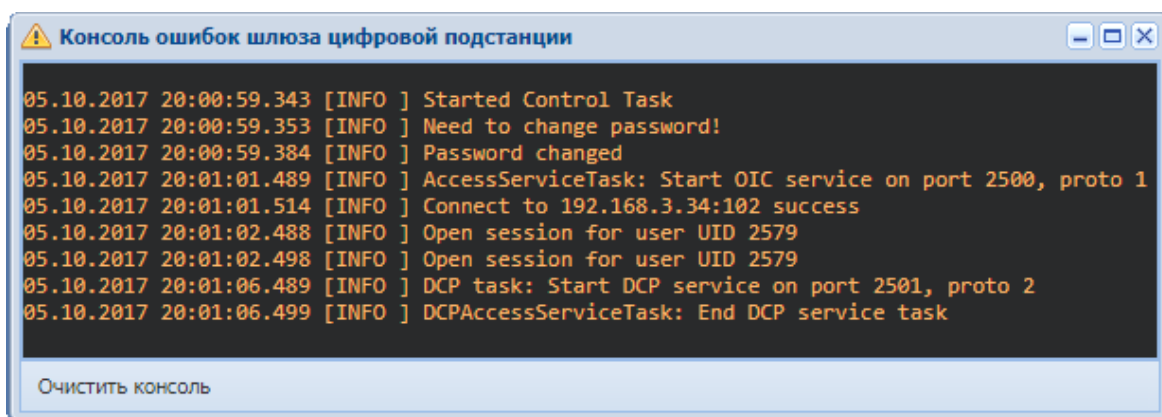 Консоль ошибок шлюза цифровой подстанции
05.10.2017 20:00:59.343 [INFO ] Started Control Task
05.10.2017 20:00:59.353 [INFO ] Need to change password!
05.10.2017 20:00:59.384 [INFO ] Password changed
05.10.2017 20:01:01.489 [INFO ] AccessServiceTask: Start OIC service on port 2500, proto 1
05.10.2017 20:01:01.514 [INFO ] Connect to 192.168.3.34:102 success
05.10.2017 20:01:02.488 [INFO ] Open session for user UID 2579
05.10.2017 20:01:02.498 [INFO ] Open session for user UID 2579
05.10.2017 20:01:06.489 [INFO ] DCP task: Start DCP service on port 2501, proto 2
05.10.2017 20:01:06.499 [INFO ] DCPAccessServiceTask: End DCP service task
Очистить консоль